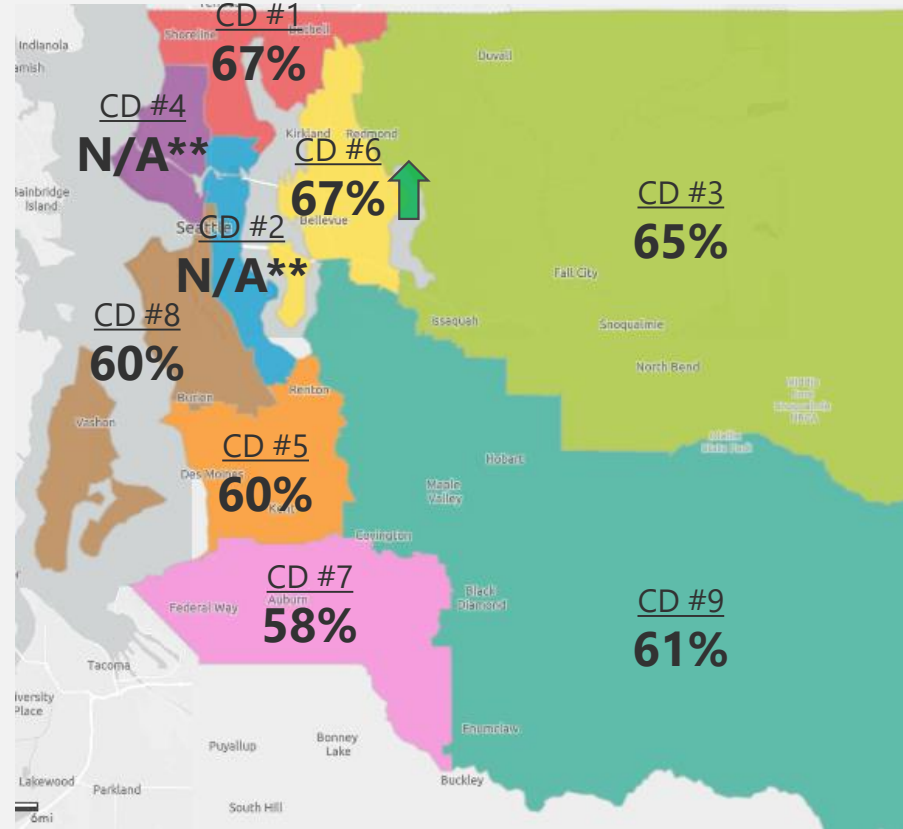 CD #1
Shoreline
Bothell
67%
Indianola
Duvall
CD #4
N/A**
Kirkland
Redmond
CD #6
67%
Bainbridge
Island
Bellevue
Seattle
CD #2
N/A**
CD #3
65%
Fall City
CD #8
60%
Issaquah
Snoqualmie
North Bend
Burien
Renton
Vashon
CD #5
60%
Des Moines
Kent
Hobart
Maple
Valley
Covington
CD #7
58%
Federal Way
Auburn
Black
Diamond
CD #9
61%
Tacoma
Place
Enumclaw
Puyallup
Bonney
Lake
Buckley
Lakewood
Parkland
South Hill
6mi